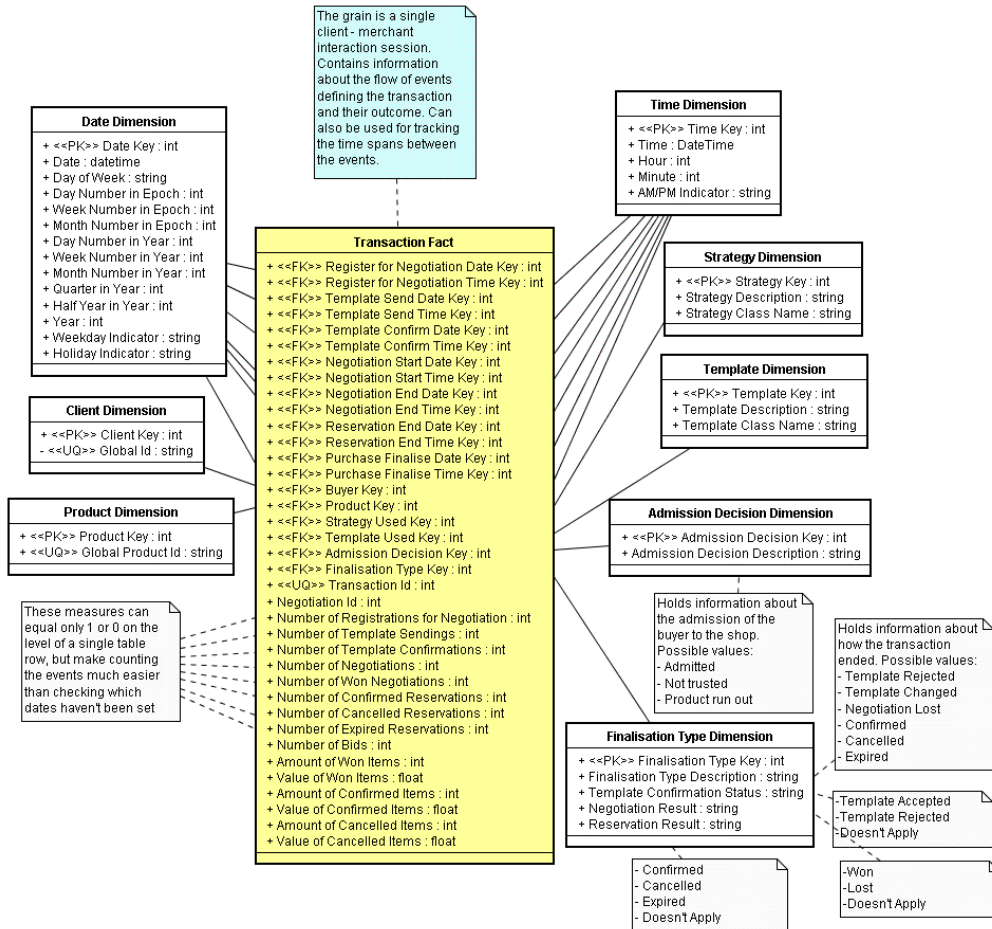 The grain is a single
client - merchant
interaction session.
Contains information
about the flow of events
defining the transaction
and their outcome. Can
also be used for tracking
the time spans between
the events.
Date Dimension
+ <<PK>> Date Key : int
+ Date : datetime
+ Day of Week : string
+ Day Number in Epoch : int
+ Week Number in Epoch : int
+ Month Number in Epoch : int
+ Day Number in Year : int
+ Week Number in Year : int
+ Month Number in Year : int
+ Quarter in Year : int
+ Half Year in Year : int
+ Year : int
+ Weekday Indicator : string
+ Holiday Indicator : string
Time Dimension
+ <<PK>> Time Key : int
+ Time : DateTime
+ Hour : int
+ Minute : int
+ AM/PM Indicator : string
Transaction Fact
+ <<FK>> Register for Negotiation Date Key : int
+ <<FK>> Register for Negotiation Time Key : int
+ <<FK>> Template Send Date Key : int
+ <<FK>> Template Send Time Key : int
+ <<FK>> Template Confirm Date Key : int
+ <<FK>> Template Confirm Time Key : int
+ <<FK>> Negotiation Start Date Key : int
+ <<FK>> Negotiation Start Time Key : int
+ <<FK>> Negotiation End Date Key : int
+ <<FK>> Negotiation End Time Key : int
+ <<FK>> Reservation End Date Key : int
+ <<FK>> Reservation End Time Key : int
+ <<FK>> Purchase Finalise Date Key : int
+ <<FK>> Purchase Finalise Time Key : int
+ <<FK>> Buyer Key : int
+ <<FK>> Product Key : int
+ <<FK>> Strategy Used Key : int
+ <<FK>> Template Used Key : int
+ <<FK>> Admission Decision Key : int
+ <<FK>> Finalisation Type Key : int
+ <<UQ>> Transaction Id : int
+ Negotiation Id : int
+ Number of Registrations for Negotiation : int
+ Number of Template Sendings : int
+ Number of Template Confirmations : int
+ Number of Negotiations : int
+ Number of Won Negotiations : int
+ Number of Confirmed Reservations : int
+ Number of Cancelled Reservations : int
+ Number of Expired Reservations : int
+ Number of Bids : int
+ Amount of Won Items : int
+ Value of Won Items : float
+ Amount of Confirmed Items : int
+ Value of Confirmed Items : float
+ Amount of Cancelled Items : int
+ Value of Cancelled Items : float
Strategy Dimension
+ <<PK>> Strategy Key : int
+ Strategy Description : string
+ Strategy Class Name : string
Template Dimension
+ <<PK>> Template Key : int
+ Template Description : string
+ Template Class Name : string
Client Dimension
+ <<PK>> Client Key : int
- <<UQ>> Global Id : string
Product Dimension
+ <<PK>> Product Key : int
+ <<UQ>> Global Product Id : string
Admission Decision Dimension
+ <<PK>> Admission Decision Key : int
+ Admission Decision Description : string
These measures can
equal only 1 or 0 on the
level of a single table
row, but make counting
the events much easier
than checking which
dates haven't been set
Holds information about
the admission of the
buyer to the shop.
Possible values:
- Admitted
- Not trusted
- Product run out
Holds information about
how the transaction
ended. Possible values:
- Template Rejected
- Template Changed
- Negotiation Lost
- Confirmed
- Cancelled
- Expired
Finalisation Type Dimension
+ <<PK>> Finalisation Type Key : int
+ Finalisation Type Description : string
+ Template Confirmation Status : string
+ Negotiation Result : string
+ Reservation Result : string
-Template Accepted
-Template Rejected
-Doesn't Apply
-Won
-Lost
-Doesn't Apply
- Confirmed
- Cancelled
- Expired
- Doesn't Apply